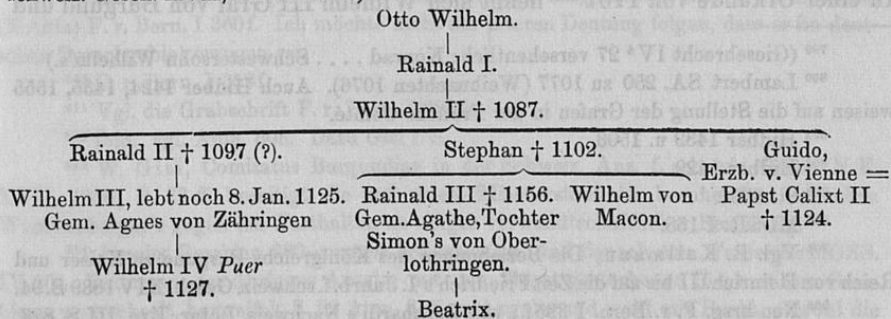 Otto Wilhelm.
Rainald I.
Wilhelm II † 1087.
Rainald II † 1097 (?).
Stephan † 1102.
Guido,
Erzb. v. Vienne =
Papst Calixt II
† 1124.
Wilhelm III, lebt noch 8. Jan. 1125.
Gem. Agnes von Zähringen
Rainald III † 1156.
Gem. Agathe, Tochter
Simon's von Ober-
lothringen.
Wilhelm von
Macon.
Wilhelm IV Puer
† 1127.
Beatrix.